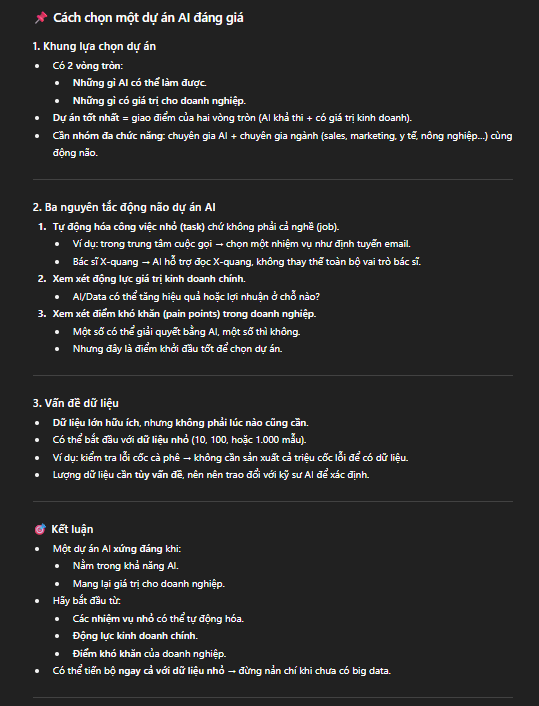 📌 Cách chọn một dự án AI đáng giá
1. Khung lựa chọn dự án
• Có 2 vòng tròn:
• Những gì AI có thể làm được.
• Những gì có giá trị cho doanh nghiệp.
• Dự án tốt nhất = giao điểm của hai vòng tròn (AI khả thi + có giá trị kinh doanh).
• Cần nhóm đa chức năng: chuyên gia AI + chuyên gia ngành (sales, marketing, y tế, nông nghiệp...) cùng
động não.
2. Ba nguyên tắc động não dự án AI
1. Tự động hóa công việc nhỏ (task) chứ không phải cả nghề (job).
• Ví dụ: trong trung tâm cuộc gọi → chọn một nhiệm vụ như định tuyến email.
• Bác sĩ X-quang → AI hỗ trợ đọc X-quang, không thay thế toàn bộ vai trò bác sĩ.
2. Xem xét động lực giá trị kinh doanh chính.
• AI/Data có thể tăng hiệu quả hoặc lợi nhuận ở chỗ nào?
3. Xem xét điểm khó khăn (pain points) trong doanh nghiệp.
• Một số có thể giải quyết bằng AI, một số thì không.
• Nhưng đây là điểm khởi đầu tốt để chọn dự án.
3. Vấn đề dữ liệu
• Dữ liệu lớn hữu ích, nhưng không phải lúc nào cũng cần.
• Có thể bắt đầu với dữ liệu nhỏ (10, 100, hoặc 1.000 mẫu).
• Ví dụ: kiểm tra lỗi cốc cà phê → không cần sản xuất cả triệu cốc lỗi để có dữ liệu.
• Lượng dữ liệu cần tùy vấn đề, nên nên trao đổi với kỹ sư AI để xác định.
🎯 Kết luận
• Một dự án AI xứng đáng khi:
• Nằm trong khả năng AI.
• Mang lại giá trị cho doanh nghiệp.
• Hãy bắt đầu từ:
• Các nhiệm vụ nhỏ có thể tự động hóa.
• Động lực kinh doanh chính.
• Điểm khó khăn của doanh nghiệp.
• Có thể tiến bộ ngay cả với dữ liệu nhỏ → đừng nản chí khi chưa có big data.